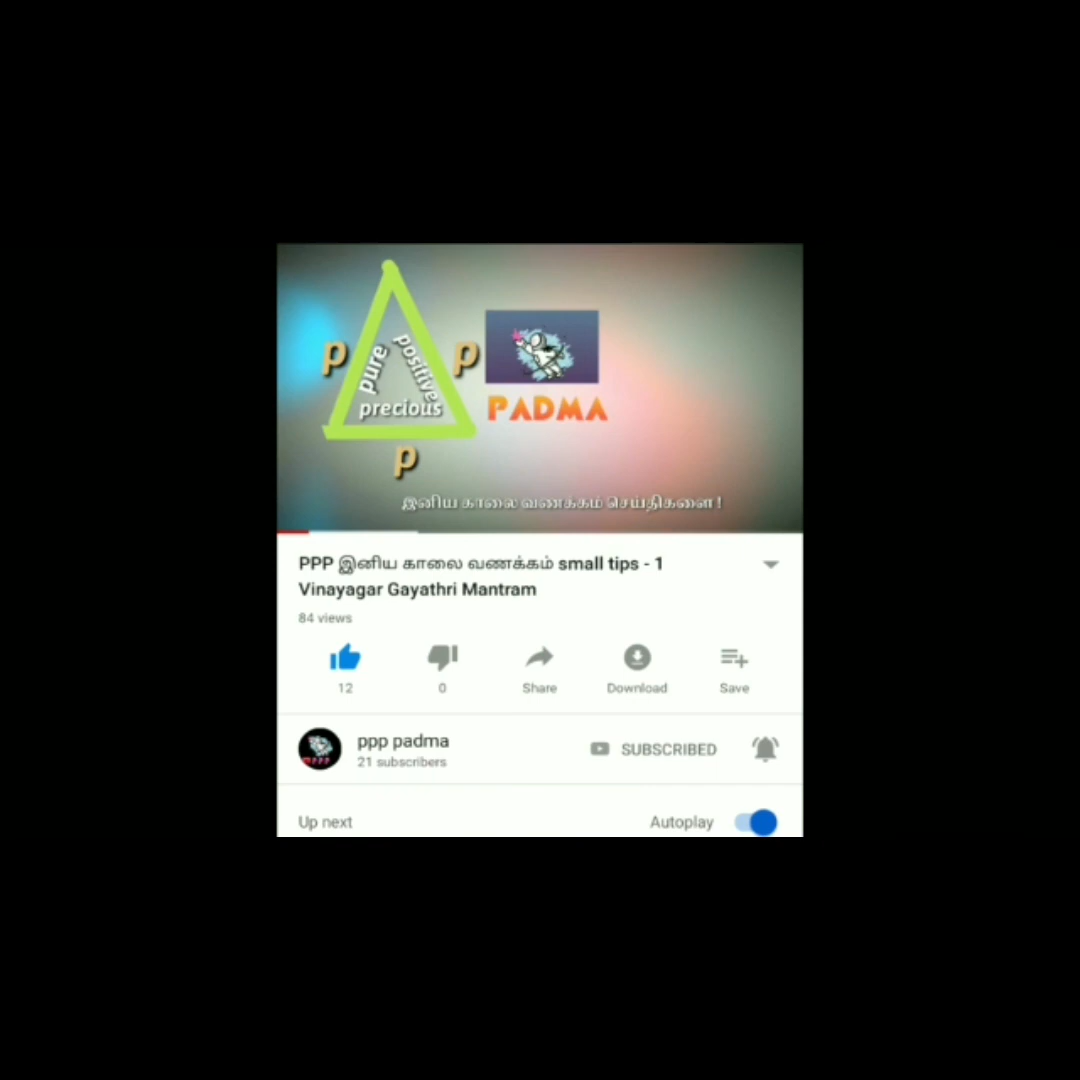 p
pure
positive
p
precious
p
PADMA
இனிய காலை வணக்கம் செய்திகளை !
PPP இனிய காலை வணக்கம் small tips - 1
Vinayagar Gayathri Mantram
84 views
12
0
Share
Download
Save
PPP
ppp padma
21 subscribers
SUBSCRIBED
Up next
Autoplay